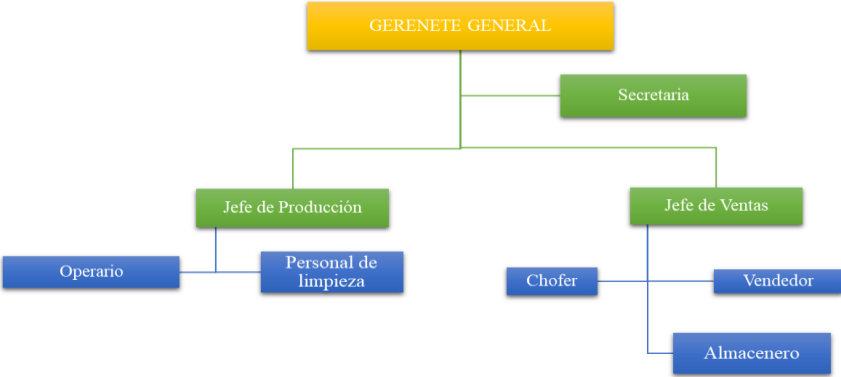 GERENETE GENERAL
Secretaria
Jefe de Producción
Jefe de Ventas
Operario
Personal de
limpieza
Chofer
Vendedor
Almacenero